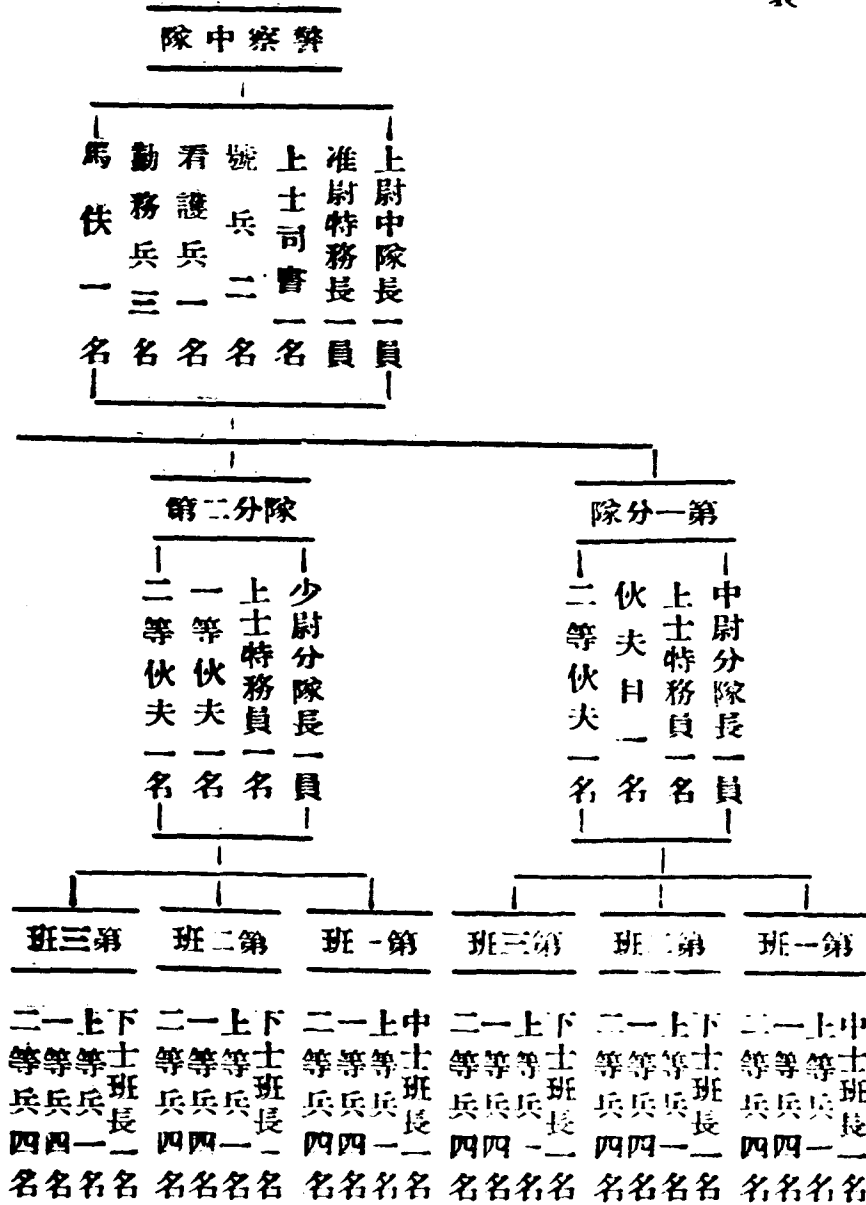 警察中隊
上尉中隊長一員
准尉特務長一員
上士司書一名
號兵二名
看護兵一名
勤務兵三名
馬伕一名
第一分隊
中尉分隊長一員
上士特務員一名
伙夫目一名
二等伙夫一名
第二分隊
少尉分隊長一員
上士特務員一名
一等伙夫一名
二等伙夫一名
第一班
中士班長一名
上等兵一名
一等兵四名
二等兵四名
第二班
下士班長一名
上等兵一名
一等兵四名
二等兵四名
第三班
下士班長一名
上等兵一名
一等兵四名
二等兵四名
第一班
中士班長一名
上等兵一名
一等兵四名
二等兵四名
第二班
下士班長一名
上等兵一名
一等兵四名
二等兵四名
第三班
下士班長一名
上等兵一名
一等兵四名
二等兵四名